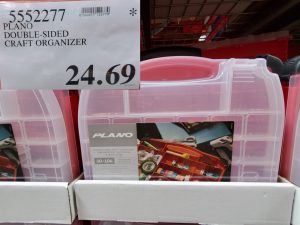 5552277
PLANO
DOUBLE-SIDED
CRAFT ORGANIZER
24.69
PLANO